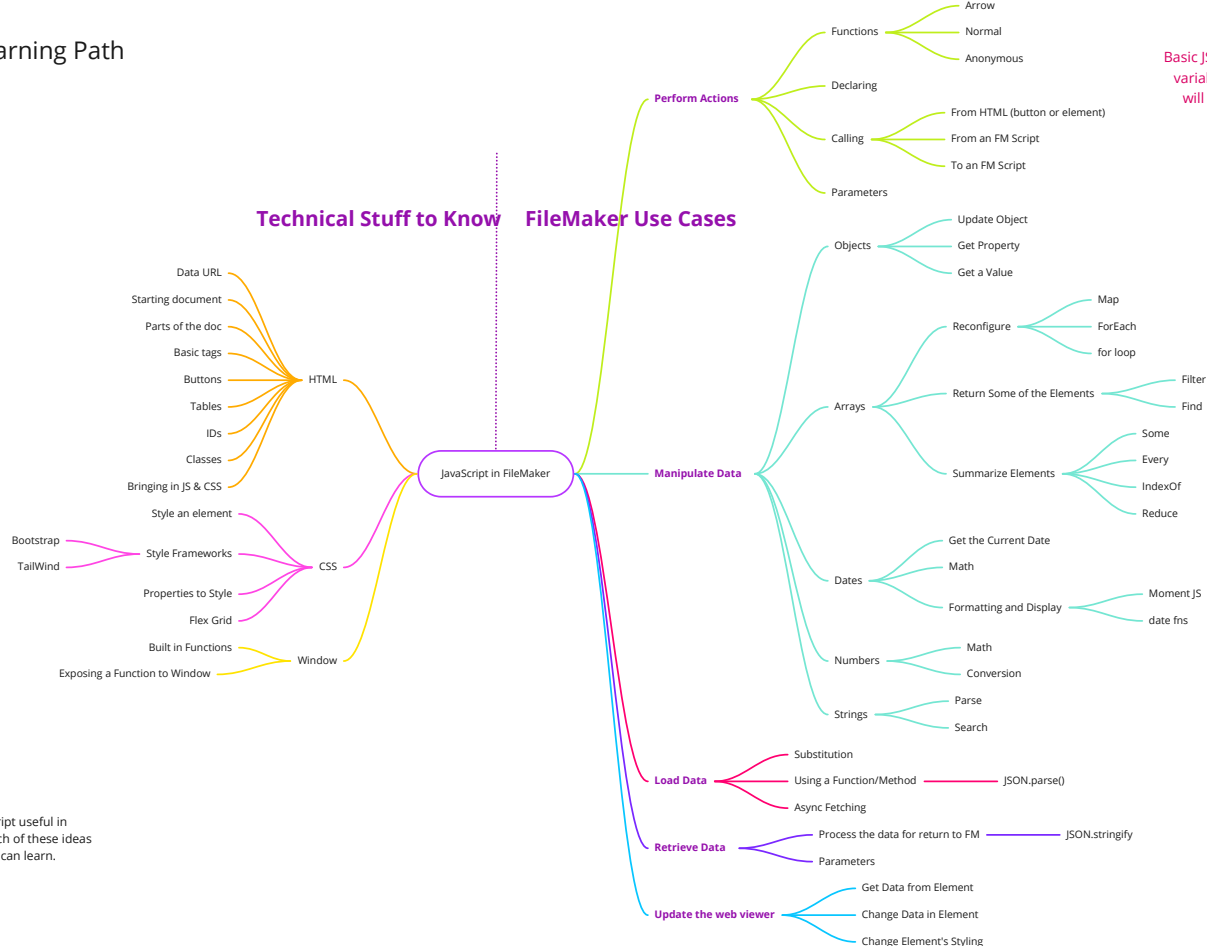 arning Path
Basic JS
will
Technical Stuff to Know
FileMaker Use Cases
JavaScript in FileMaker
HTML
Data URL
Starting document
Parts of the doc
Basic tags
Buttons
Tables
IDs
Classes
Bringing in JS & CSS
CSS
Style an element
Style Frameworks
Bootstrap
TailWind
Properties to Style
Flex Grid
Window
Built in Functions
Exposing a Function to Window
Perform Actions
Functions
Arrow
Normal
Anonymous
Declaring
Calling
From HTML (button or element)
From an FM Script
To an FM Script
Parameters
Manipulate Data
Objects
Update Object
Get Property
Get a Value
Arrays
Reconfigure
Map
ForEach
for loop
Return Some of the Elements
Filter
Find
Summarize Elements
Some
Every
IndexOf
Reduce
Dates
Get the Current Date
Math
Formatting and Display
Moment JS
date fns
Numbers
Math
Conversion
Strings
Parse
Search
Load Data
Substitution
Using a Function/Method
JSON.parse()
Async Fetching
Retrieve Data
Process the data for return to FM
JSON.stringify
Parameters
Update the web viewer
Get Data from Element
Change Data in Element
Change Element's Styling
ript useful in
ch of these ideas
can learn.